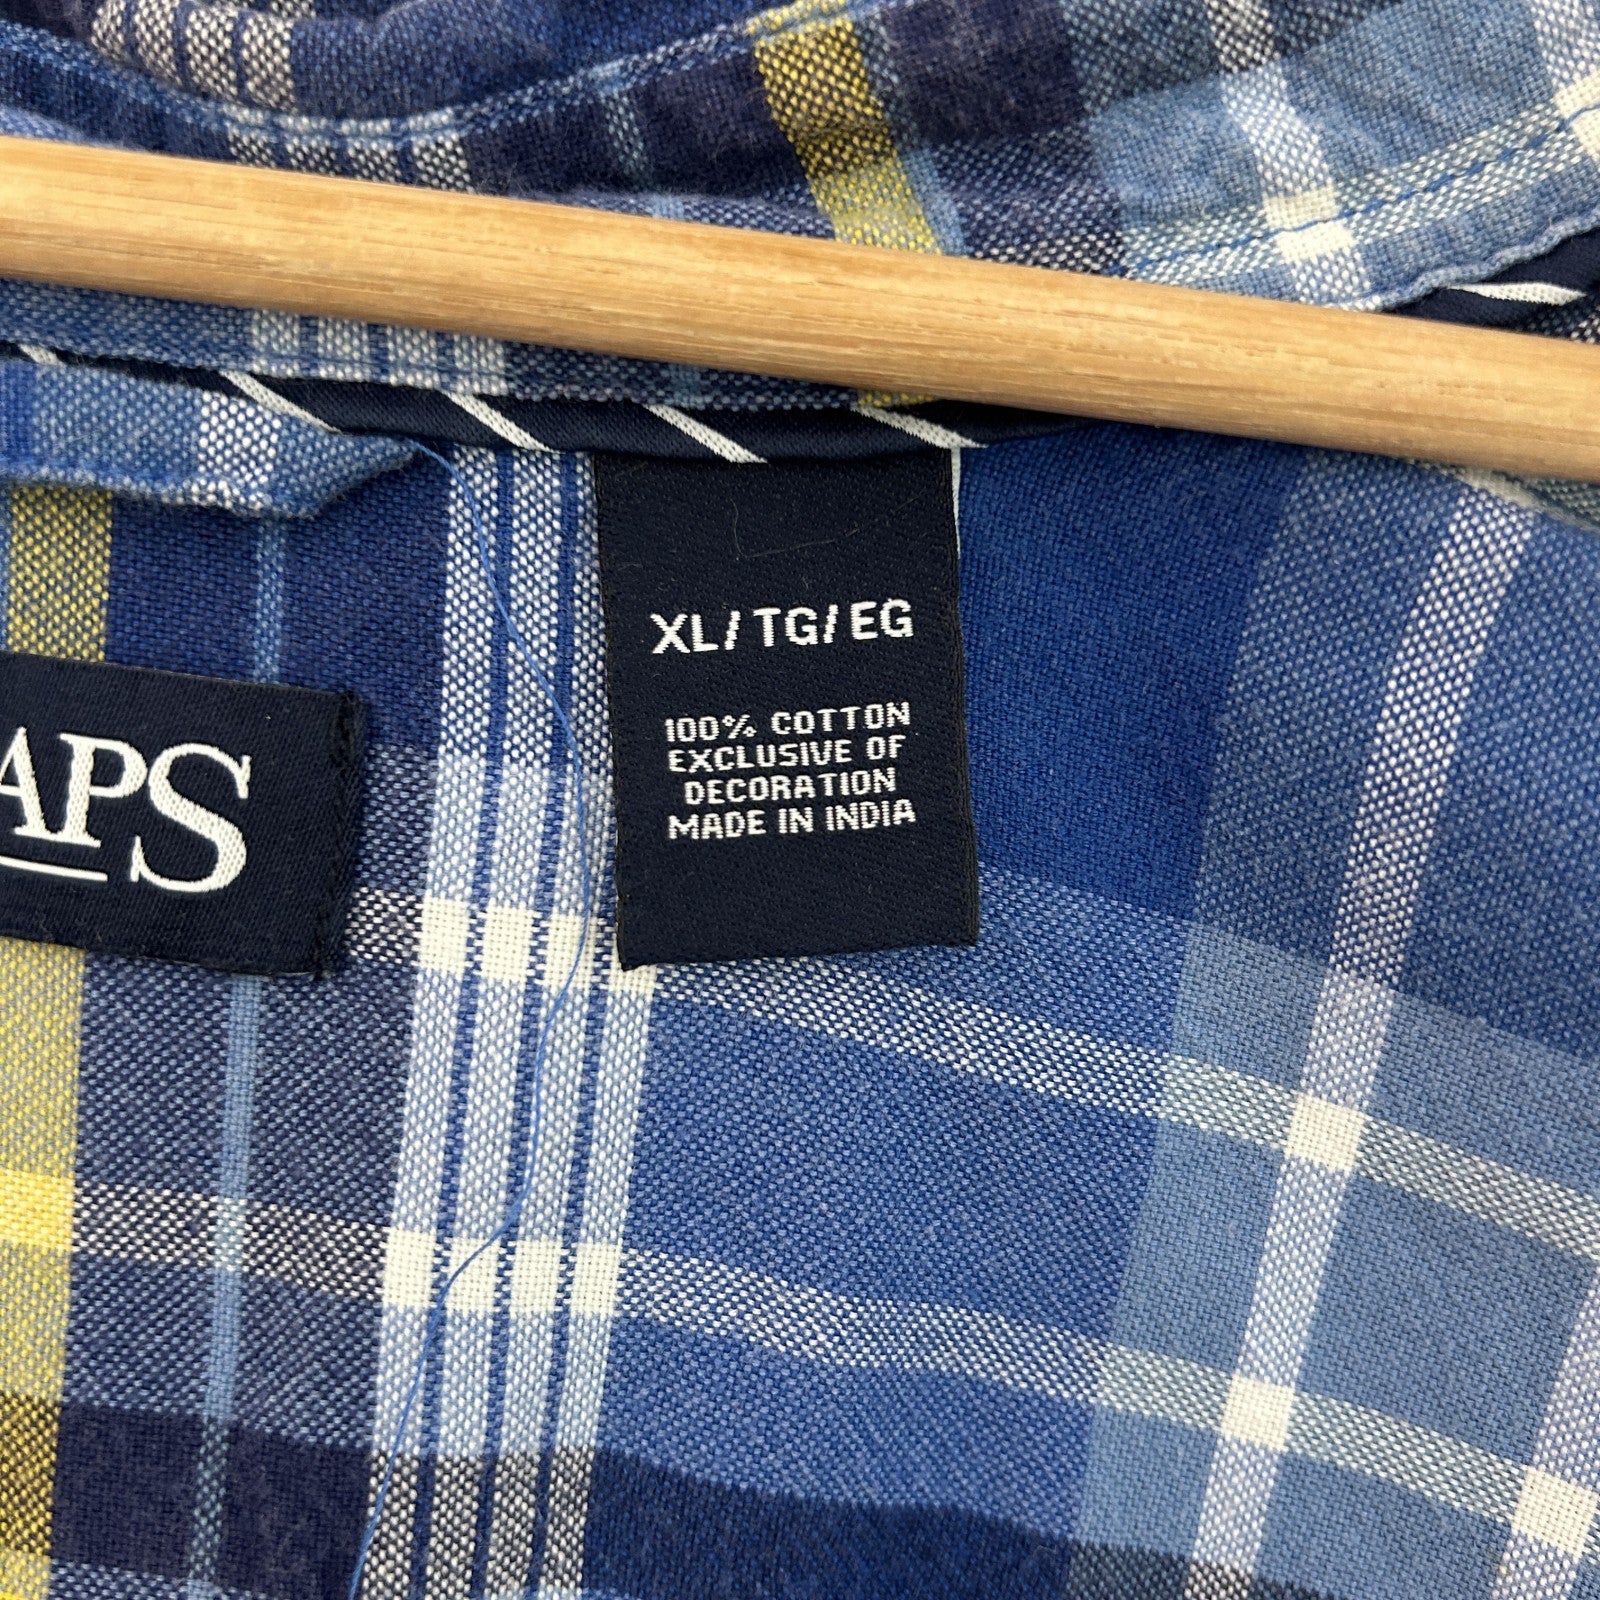 APS
XL/TG/EG
100% COTTON
EXCLUSIVE OF
DECORATION
MADE IN INDIA